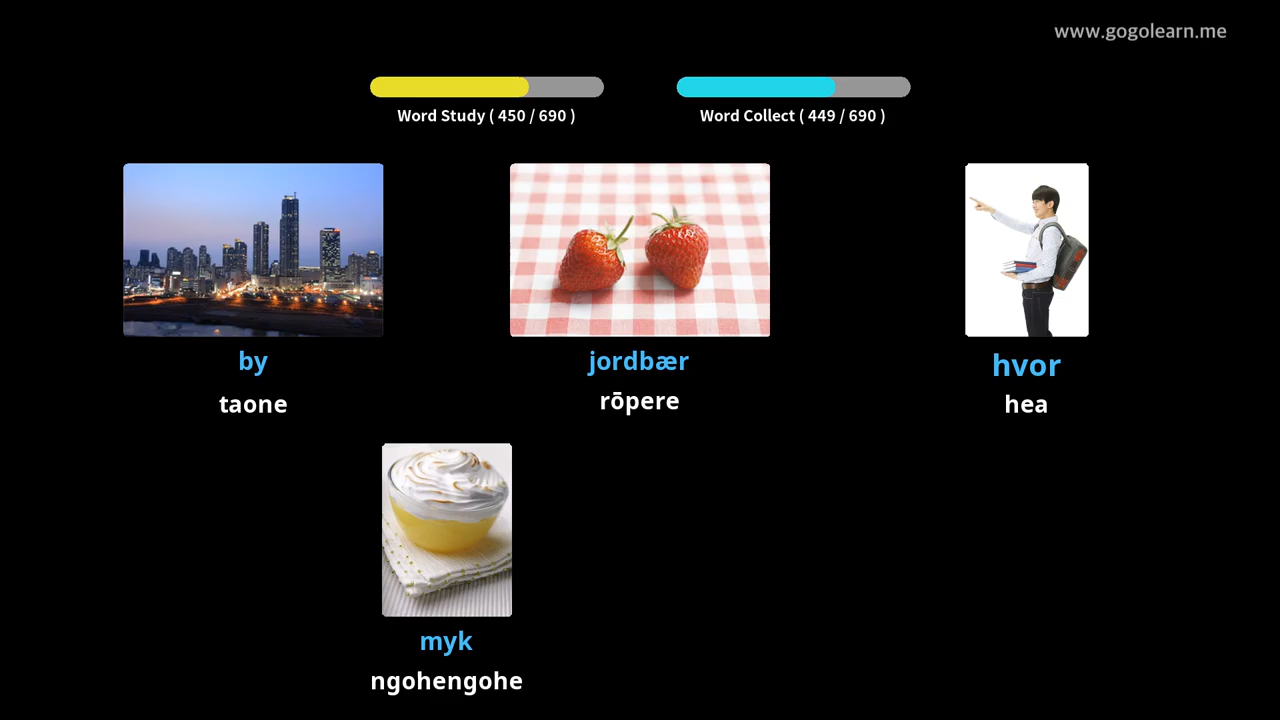 www.gogolearn.me
Word Study ( 450 / 690 )
Word Collect ( 449 / 690 )
by
taone
jordbær
rōpere
hvor
hea
myk
ngohengohe